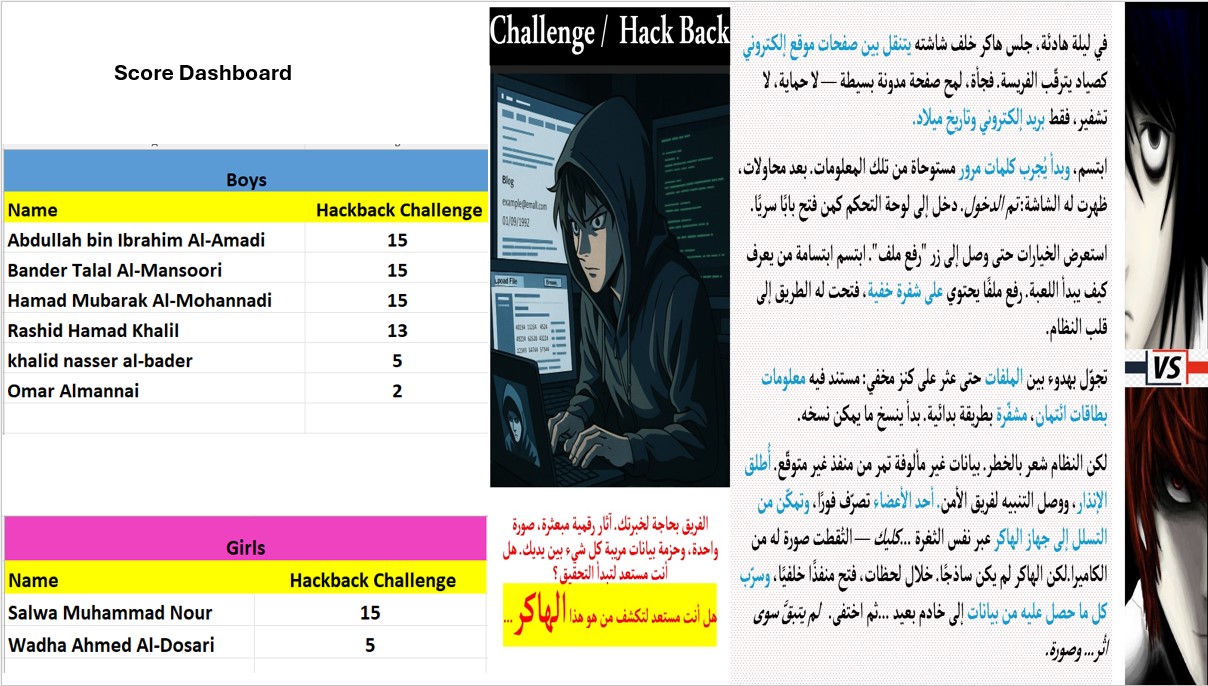 Score Dashboard
Boys
Name Hackback Challenge
Abdullah bin Ibrahim Al-Amadi 15
Bander Talal Al-Mansoori 15
Hamad Mubarak Al-Mohannadi 15
Rashid Hamad Khalil 13
khalid nasser al-bader 5
Omar Almannai 2
Girls
Name Hackback Challenge
Salwa Muhammad Nour 15
Wadha Ahmed Al-Dosari 5
Challenge / Hack Back
Blog
example@email.com
01/09/1992
الفريق بحاجة لخبرتك. آثار رقمية مبعثرة، صورة
واحدة، وحزمة بيانات مريبة كل شيء بين يديك. هل
أنت مستعد لتبدأ التحقيق؟
هل أنت مستعد لتكشف من هو هذا الهاكر ...
في ليلة هادئة، جلس هاكر خلف شاشته يتنقل بين صفحات موقع إلكتروني
كصياد يترقّب الفريسة. فجأة، لمح صفحة مدونة بسيطة — لا حماية، لا
تشفير، فقط بريد إلكتروني وتاريخ ميلاد.
ابتسم، وبدأ يُجرب كلمات مرور مستوحاة من تلك المعلومات. بعد محاولات،
ظهرت له الشاشة: تم الدخول. دخل إلى لوحة التحكم كمن فتح بابًا سريًا.
استعرض الخيارات حتى وصل إلى زر "رفع ملف". ابتسم ابتسامة من يعرف
كيف يبدأ اللعبة. رفع ملفًا يحتوي على شفرة خفية، فتحت له الطريق إلى
قلب النظام.
تجوّل بهدوء بين الملفات حتى عثر على كنز مخفي: مستند فيه معلومات
بطاقات ائتمان، مشفّرة بطريقة بدائية. بدأ ينسخ ما يمكن نسخه.
لكن النظام شعر بالخطر. بيانات غير مألوفة تمر من منفذ غير متوقّع. أُطلق
الإنذار، ووصل التنبيه لفريق الأمن. أحد الأعضاء تصرّف فورًا، وتمكّن من
التسلل إلى جهاز الهاكر عبر نفس الثغرة ...كليك — التُقطت صورة له من
الكاميرا.لكن الهاكر لم يكن ساذجًا. خلال لحظات، فتح منفذًا خلفيًا، وسرّب
كل ما حصل عليه من بيانات إلى خادم بعيد ...ثم اختفى. لم يتبقَّ سوى
أثر... وصورة.
VS